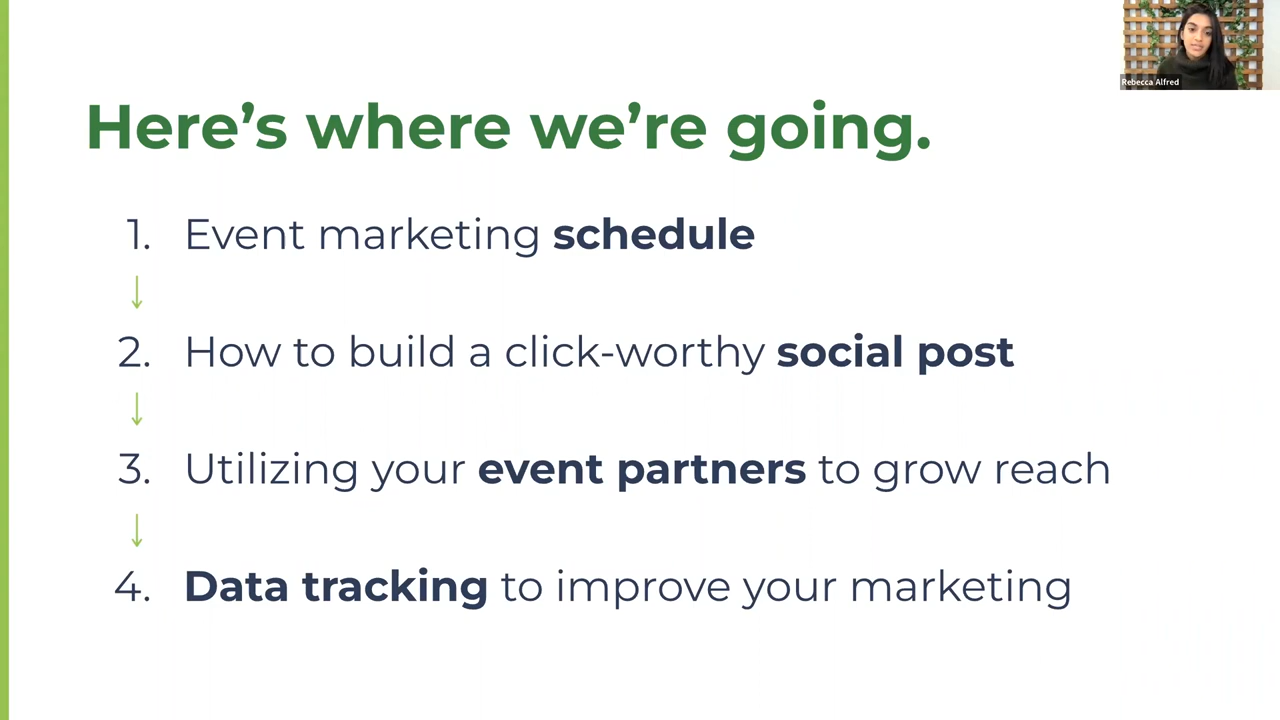 Rebecca Alfred
Here’s where we’re going.
1. Event marketing schedule
2. How to build a click-worthy social post
3. Utilizing your event partners to grow reach
4. Data tracking to improve your marketing